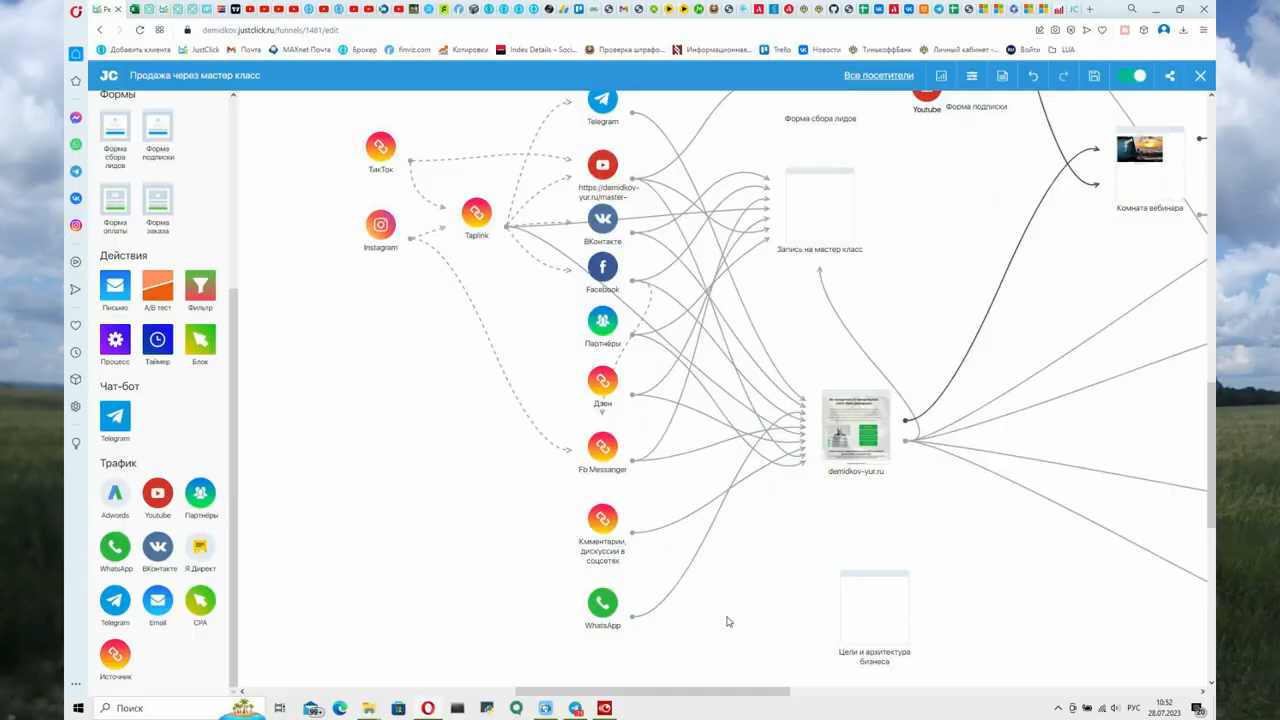 demidkov.justclick.ru/funnels/1481/edit
Добавить клиента
JustClick
Почта
MAXnet Почта
Брокер
finviz.com
Котировки
Index Details – Soci...
Проверка штрафо...
Информационная...
Trello
Новости
ТинькоффБанк
Личный кабинет -...
Войти
LUA
JC
Продажа через мастер класс
Все посетители
Формы
Форма
сбора
лидов
Форма
подписки
Форма
оплаты
Форма
заказа
Действия
Письмо
А/В тест
Фильтр
Процесс
Таймер
Блок
Чат-бот
Telegram
Трафик
Adwords
Youtube
Партнёры
WhatsApp
ВКонтакте
Я.Директ
Telegram
Email
CPA
Источник
ТикТок
Instagram
Taplink
Telegram
https://demidkov-
yur.ru/master-
ВКонтакте
Facebook
Партнёры
Дзен
Fb Messanger
Кмментарии,
дискуссии в
соцсетях
WhatsApp
Форма сбора лидов
Youtube
Форма подписки
Запись на мастер класс
Комната вебинара
demidkov-yur.ru
Цели и архитектура
бизнеса
Поиск
99+
РУС
10:52
28.07.2023
20